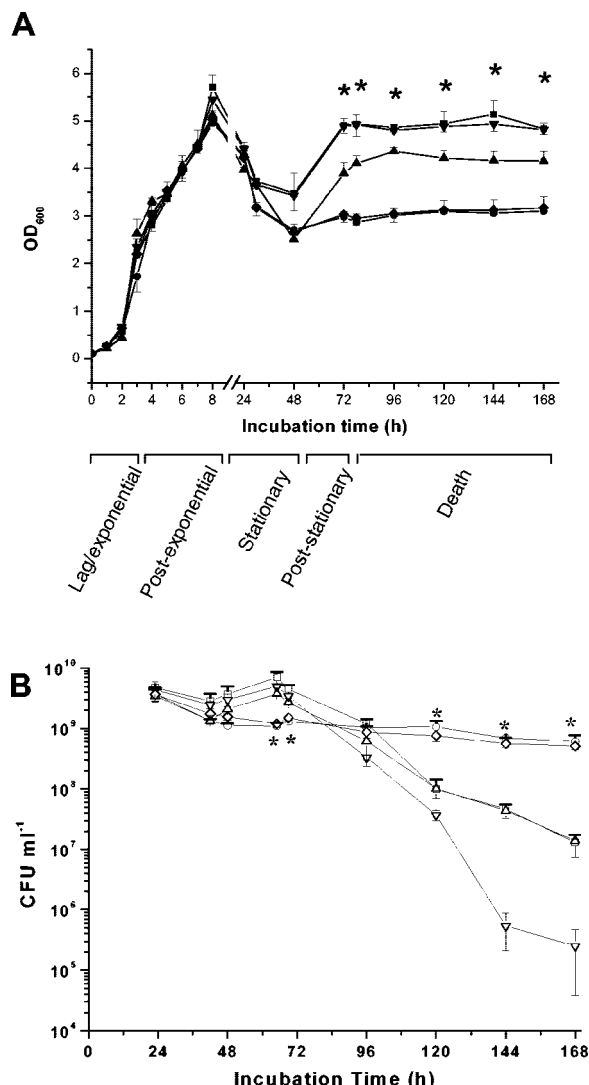 A
6
5
4
3
2
1
0
OD600
* * * * * *
0 2 4 6 8 24 48 72 96 120 144 168
Incubation time (h)
Lag/exponential
Post-exponential
Stationary
Post-stationary
Death
B
10^10
10^9
10^8
10^7
10^6
10^5
10^4
CFU ml^-1
* * * * *
0 24 48 72 96 120 144 168
Incubation Time (h)